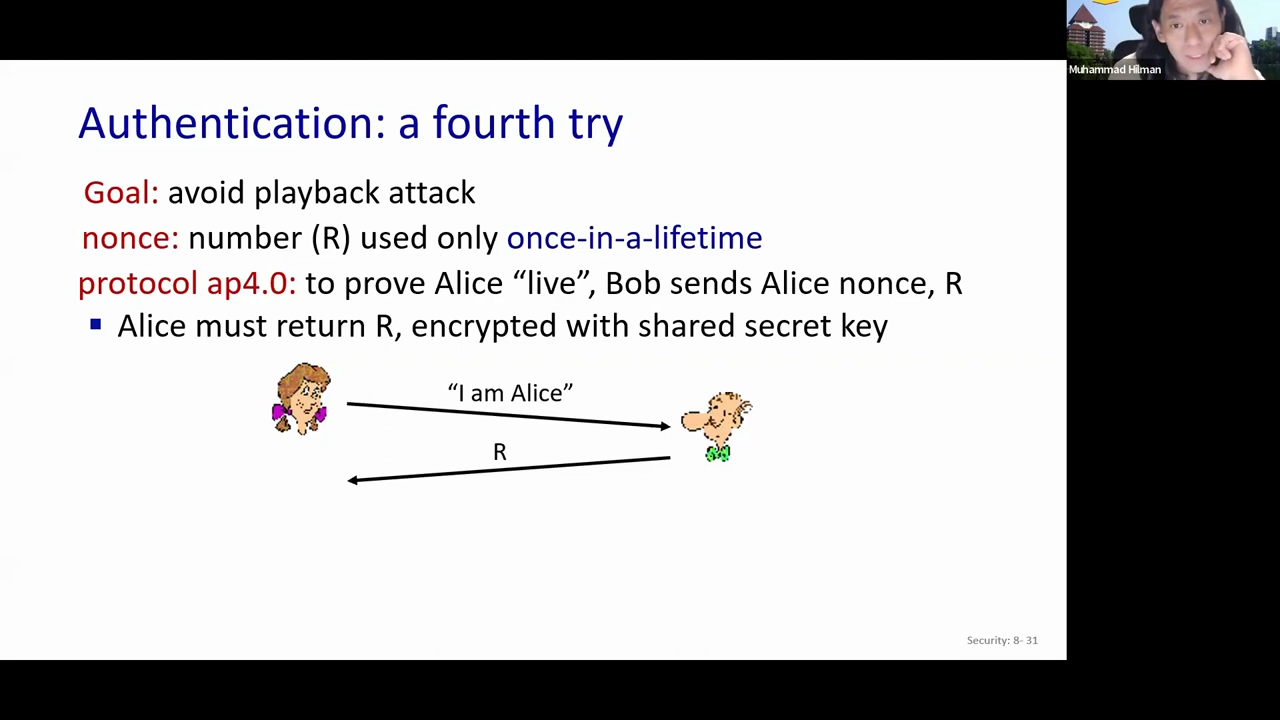 Muhammad Hilman
Authentication: a fourth try
Goal: avoid playback attack
nonce: number (R) used only once-in-a-lifetime
protocol ap4.0: to prove Alice “live”, Bob sends Alice nonce, R
▪ Alice must return R, encrypted with shared secret key
“I am Alice”
R
Security: 8- 31